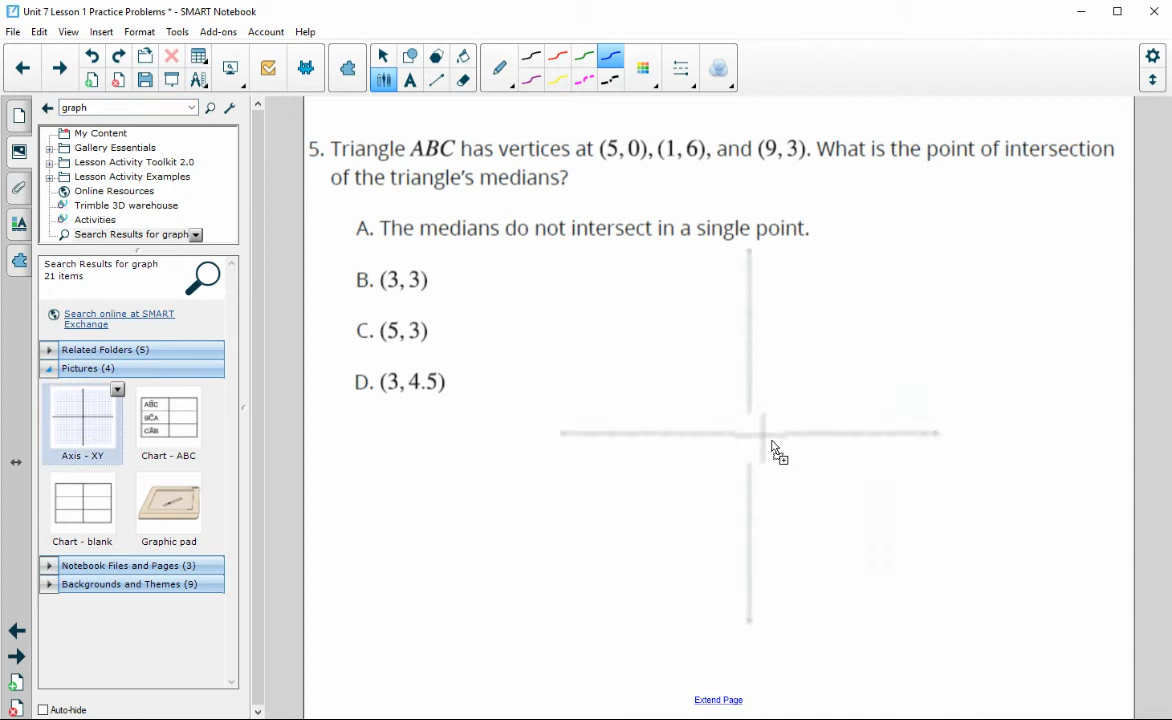 Unit 7 Lesson 1 Practice Problems * - SMART Notebook
File Edit View Insert Format Tools Add-ons Account Help
graph
My Content
Gallery Essentials
Lesson Activity Toolkit 2.0
Lesson Activity Examples
Online Resources
Trimble 3D warehouse
Activities
Search Results for graph
Search Results for graph
21 items
Search online at SMART
Exchange
Related Folders (5)
Pictures (4)
AB̂C
BĈA
CÂB
Axis - XY Chart - ABC
Chart - blank Graphic pad
Notebook Files and Pages (3)
Backgrounds and Themes (9)
Auto-hide
5. Triangle ABC has vertices at (5, 0), (1, 6), and (9, 3). What is the point of intersection
of the triangle's medians?
A. The medians do not intersect in a single point.
B. (3, 3)
C. (5, 3)
D. (3, 4.5)
Extend Page